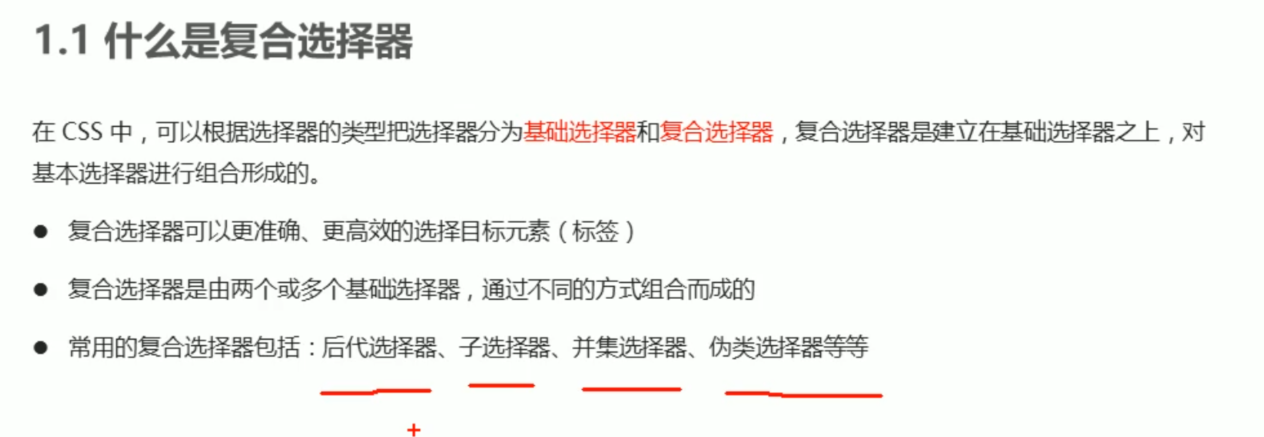 1.1 什么是复合选择器
在 CSS 中，可以根据选择器的类型把选择器分为基础选择器和复合选择器，复合选择器是建立在基础选择器之上，对
基本选择器进行组合形成的。
● 复合选择器可以更准确、更高效的选择目标元素（标签）
● 复合选择器是由两个或多个基础选择器，通过不同的方式组合而成的
● 常用的复合选择器包括：后代选择器、子选择器、并集选择器、伪类选择器等等